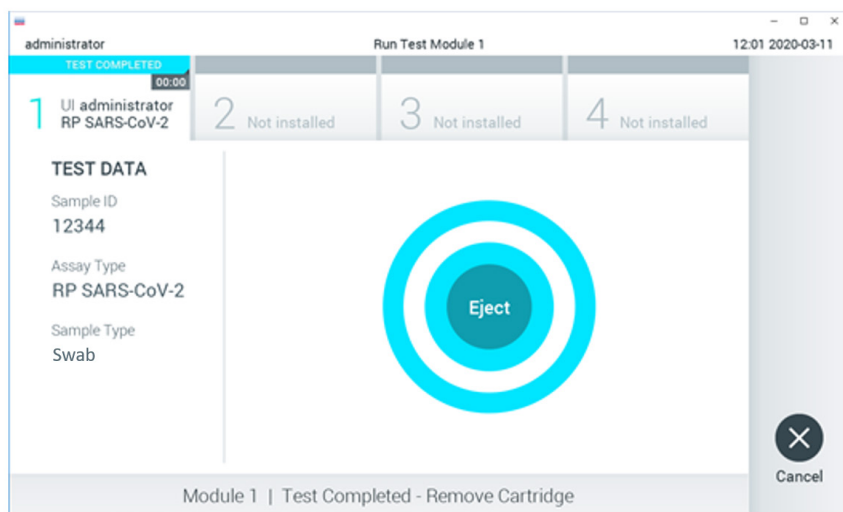 administrator
Run Test Module 1
12:01 2020-03-11
TEST COMPLETED
00:00
1
UI administrator
RP SARS-CoV-2
2 Not installed
3 Not installed
4 Not installed
TEST DATA
Sample ID
12344
Assay Type
RP SARS-CoV-2
Sample Type
Swab
Eject
Cancel
Module 1 | Test Completed - Remove Cartridge